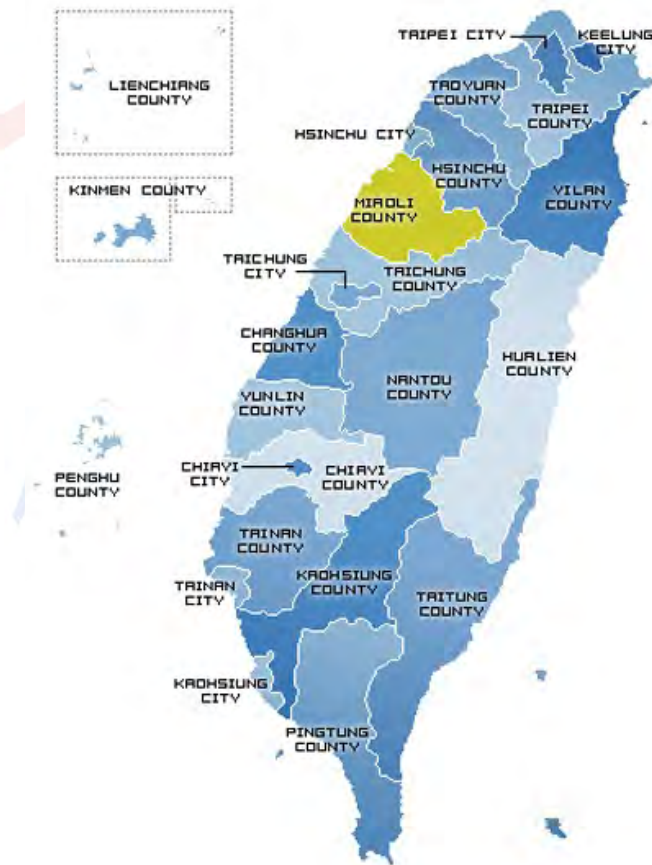 TAIPEI CITY
KEELUNG
CITY
LIENCHIANG
COUNTY
TAOYUAN
COUNTY
TAIPEI
COUNTY
HSINCHU CITY
HSINCHU
COUNTY
YILAN
COUNTY
KINMEN COUNTY
MIAOLI
COUNTY
TAICHUNG
CITY
TAICHUNG
COUNTY
CHANGHUA
COUNTY
HUALIEN
COUNTY
NANTOU
COUNTY
YUNLIN
COUNTY
CHIAYI
CITY
CHIAYI
COUNTY
PENGHU
COUNTY
TAINAN
COUNTY
TAINAN
CITY
KAOHSIUNG
COUNTY
TAITUNG
COUNTY
KAOHSIUNG
CITY
PINGTUNG
COUNTY